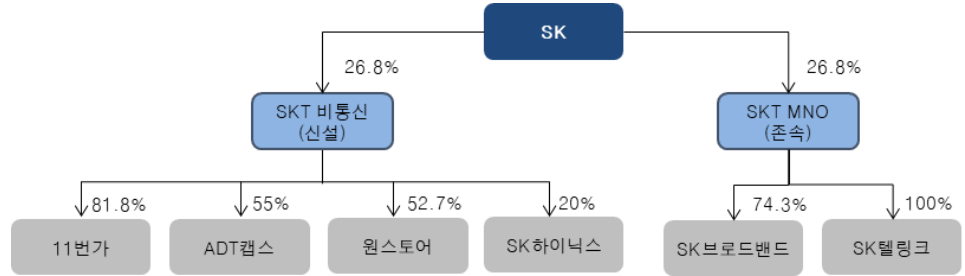 SK
26.8%
26.8%
SKT 비통신
(신설)
SKT MNO
(존속)
81.8%
55%
52.7%
20%
74.3%
100%
11번가
ADT캡스
원스토어
SK하이닉스
SK브로드밴드
SK텔링크